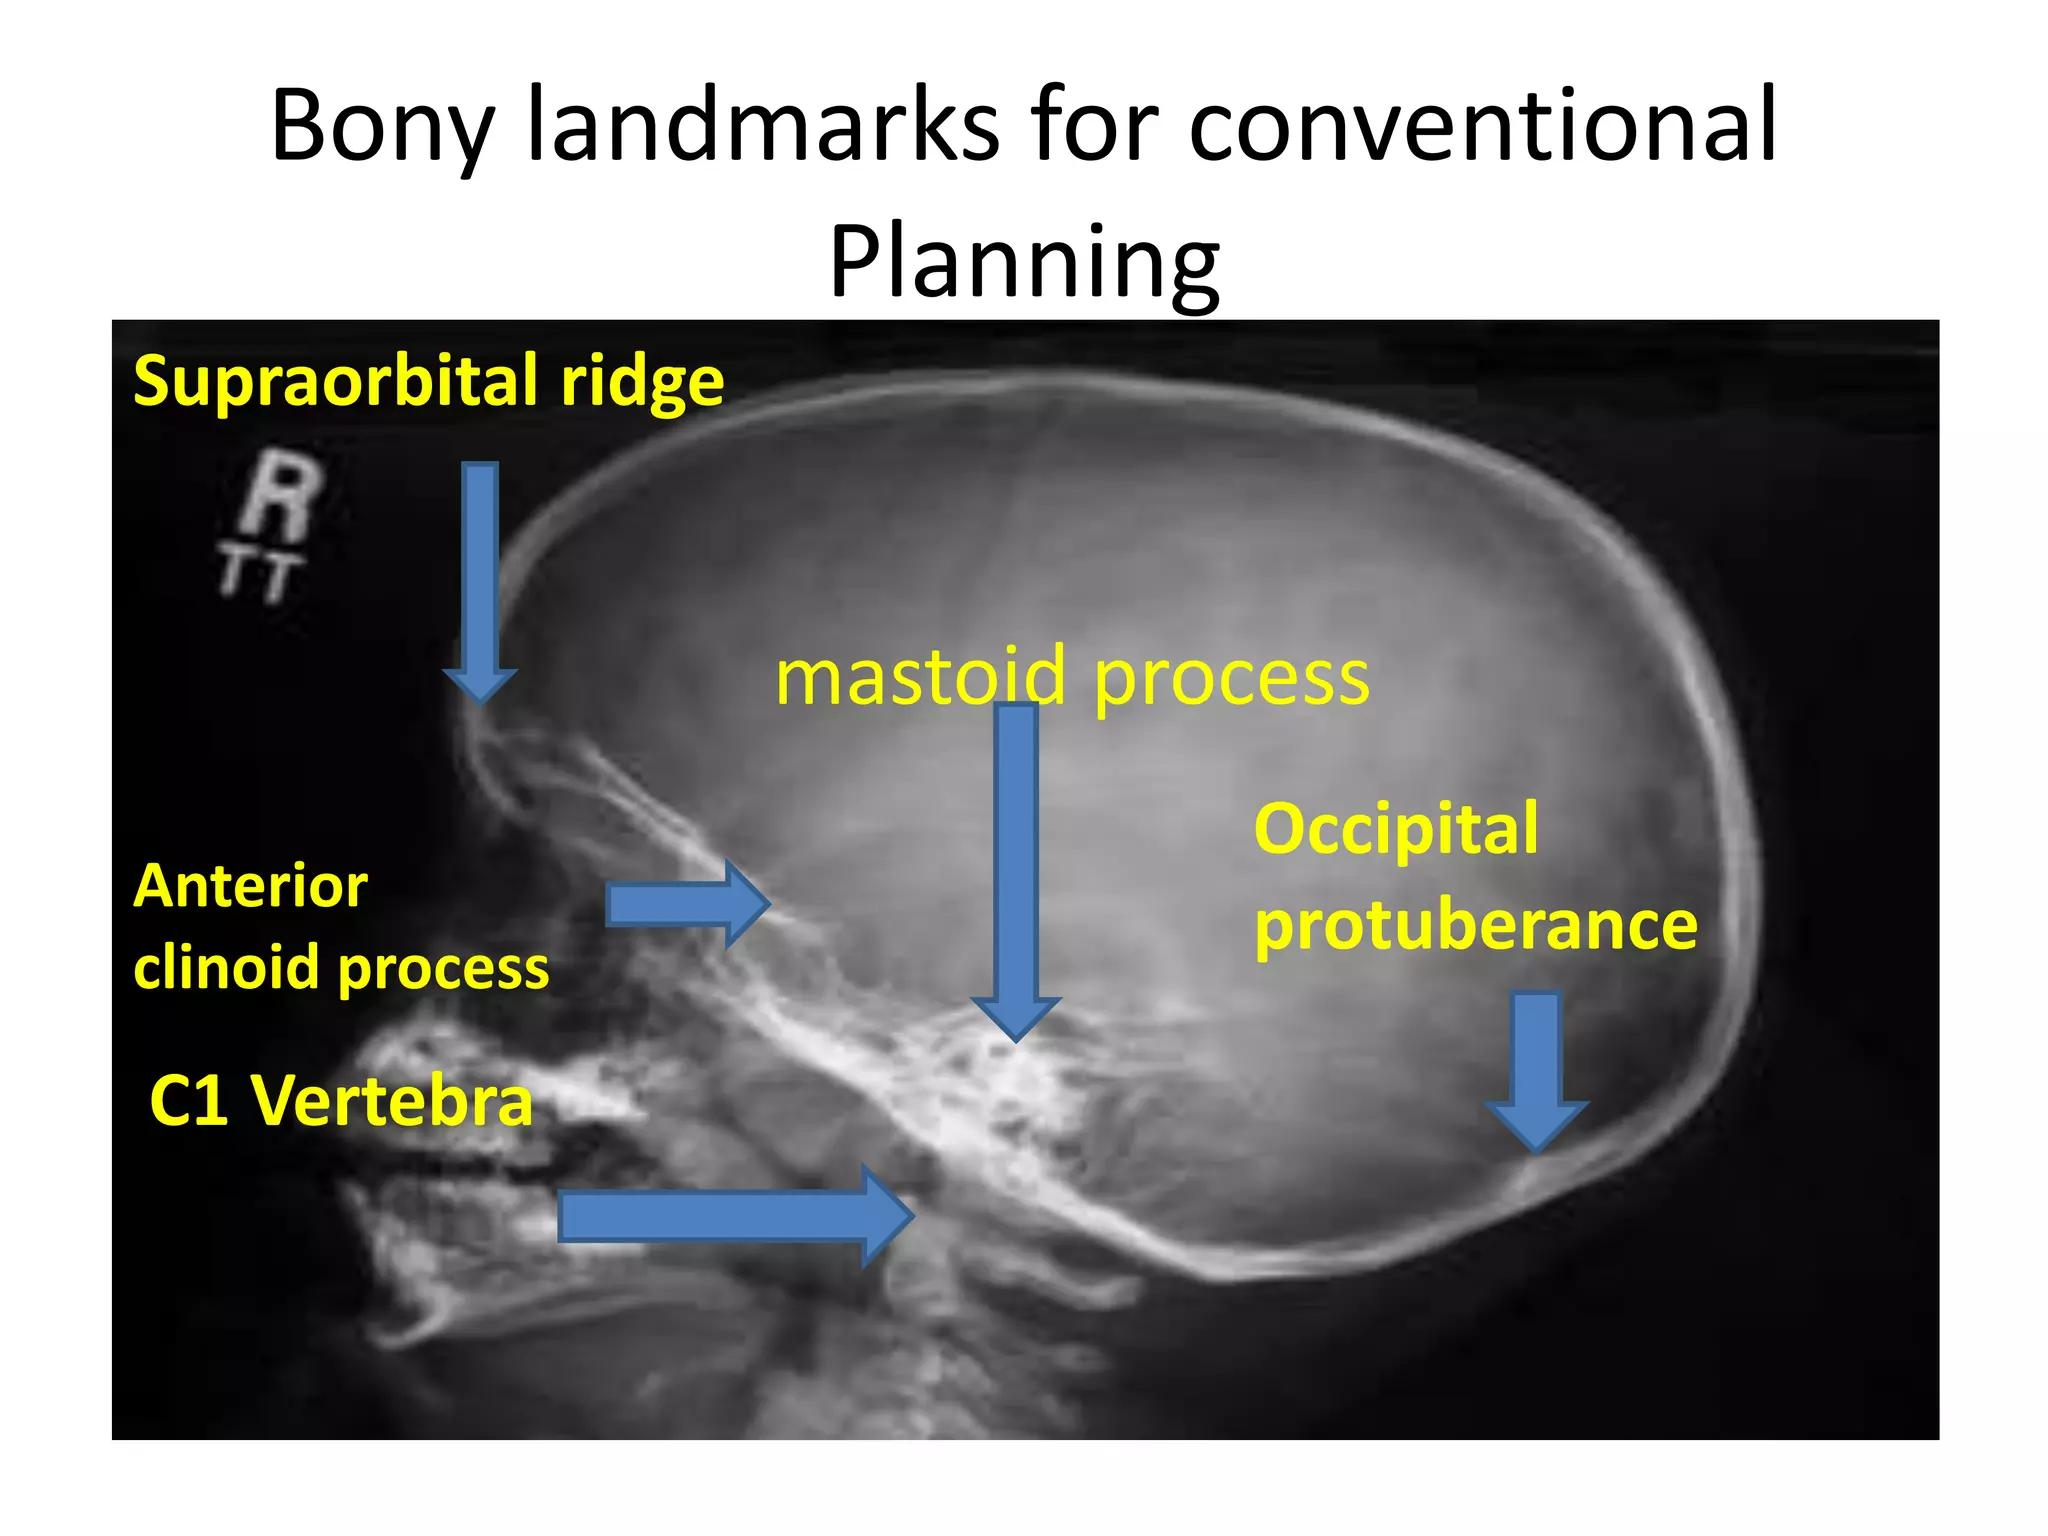 Bony landmarks for conventional
Planning
Supraorbital ridge
R
TT
mastoid process
Occipital
protuberance
Anterior
clinoid process
C1 Vertebra